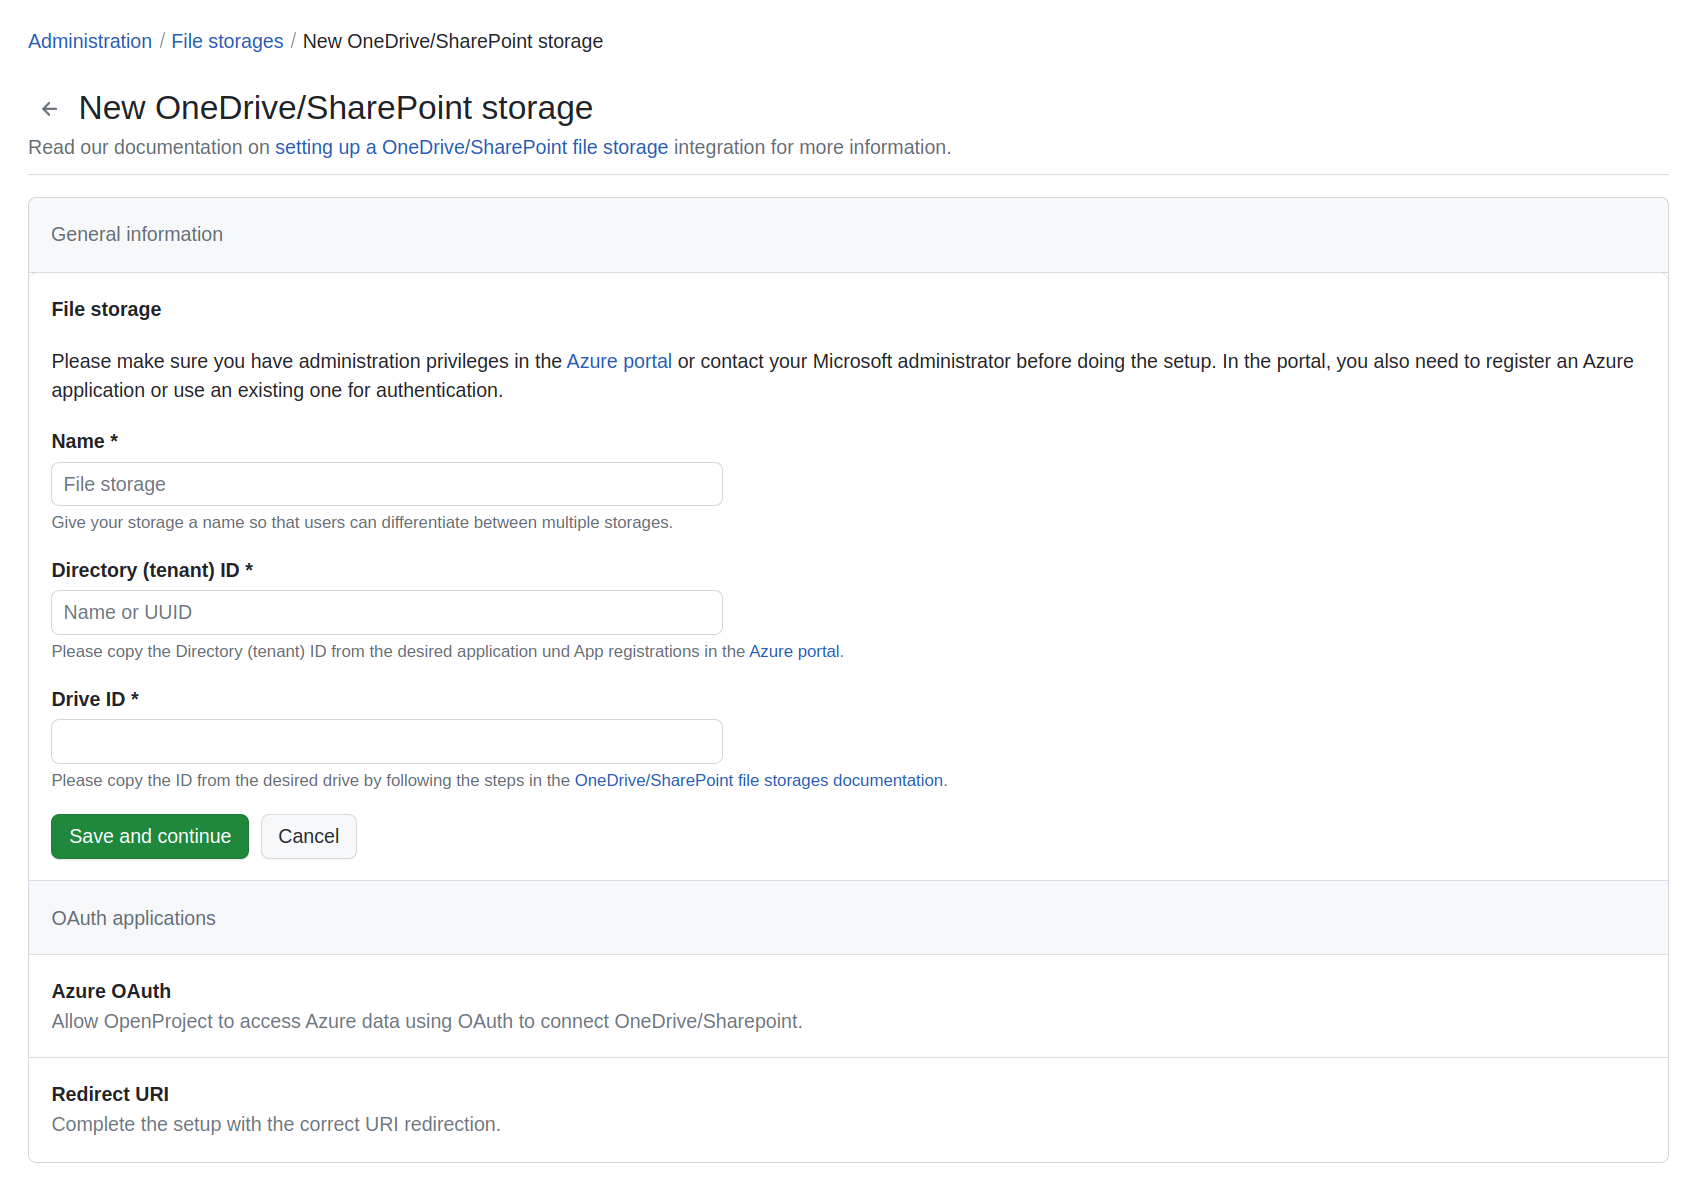 Administration / File storages / New OneDrive/SharePoint storage
New OneDrive/SharePoint storage
Read our documentation on setting up a OneDrive/SharePoint file storage integration for more information.
General information
File storage
Please make sure you have administration privileges in the Azure portal or contact your Microsoft administrator before doing the setup. In the portal, you also need to register an Azure
application or use an existing one for authentication.
Name *
File storage
Give your storage a name so that users can differentiate between multiple storages.
Directory (tenant) ID *
Name or UUID
Please copy the Directory (tenant) ID from the desired application und App registrations in the Azure portal.
Drive ID *
Please copy the ID from the desired drive by following the steps in the OneDrive/SharePoint file storages documentation.
Save and continue Cancel
OAuth applications
Azure OAuth
Allow OpenProject to access Azure data using OAuth to connect OneDrive/Sharepoint.
Redirect URI
Complete the setup with the correct URI redirection.